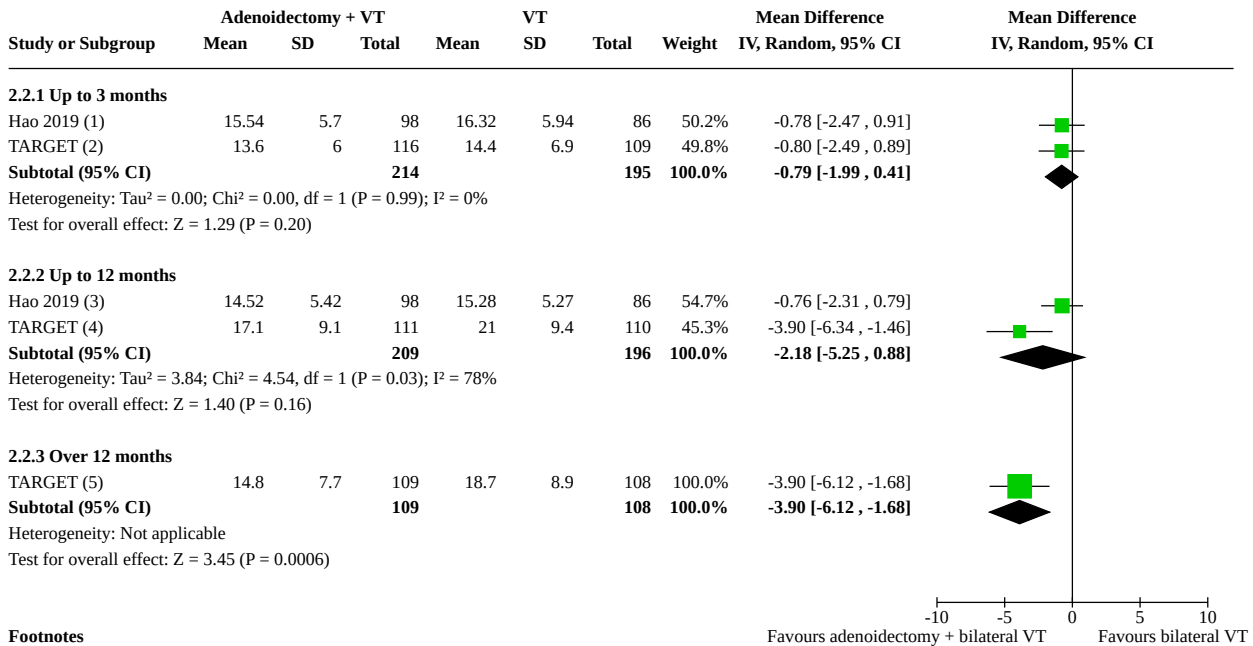 Adenoidectomy + VT VT Mean Difference Mean Difference
Study or Subgroup Mean SD Total Mean SD Total Weight IV, Random, 95% CI IV, Random, 95% CI
2.2.1 Up to 3 months
Hao 2019 (1) 15.54 5.7 98 16.32 5.94 86 50.2% -0.78 [-2.47 , 0.91]
TARGET (2) 13.6 6 116 14.4 6.9 109 49.8% -0.80 [-2.49 , 0.89]
Subtotal (95% CI) 214 195 100.0% -0.79 [-1.99 , 0.41]
Heterogeneity: Tau² = 0.00; Chi² = 0.00, df = 1 (P = 0.99); I² = 0%
Test for overall effect: Z = 1.29 (P = 0.20)
2.2.2 Up to 12 months
Hao 2019 (3) 14.52 5.42 98 15.28 5.27 86 54.7% -0.76 [-2.31 , 0.79]
TARGET (4) 17.1 9.1 111 21 9.4 110 45.3% -3.90 [-6.34 , -1.46]
Subtotal (95% CI) 209 196 100.0% -2.18 [-5.25 , 0.88]
Heterogeneity: Tau² = 3.84; Chi² = 4.54, df = 1 (P = 0.03); I² = 78%
Test for overall effect: Z = 1.40 (P = 0.16)
2.2.3 Over 12 months
TARGET (5) 14.8 7.7 109 18.7 8.9 108 100.0% -3.90 [-6.12 , -1.68]
Subtotal (95% CI) 109 108 100.0% -3.90 [-6.12 , -1.68]
Heterogeneity: Not applicable
Test for overall effect: Z = 3.45 (P = 0.0006)
-10 -5 0 5 10
Footnotes Favours adenoidectomy + bilateral VT Favours bilateral VT